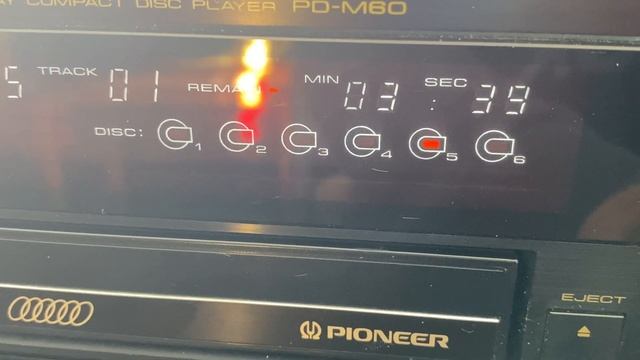 COMPACT DISC PLAYER PD-M60
5 TRACK 01 REMAIN MIN 03 : SEC 39
DISC: 1 2 3 4 5 6
EJECT
PIONEER